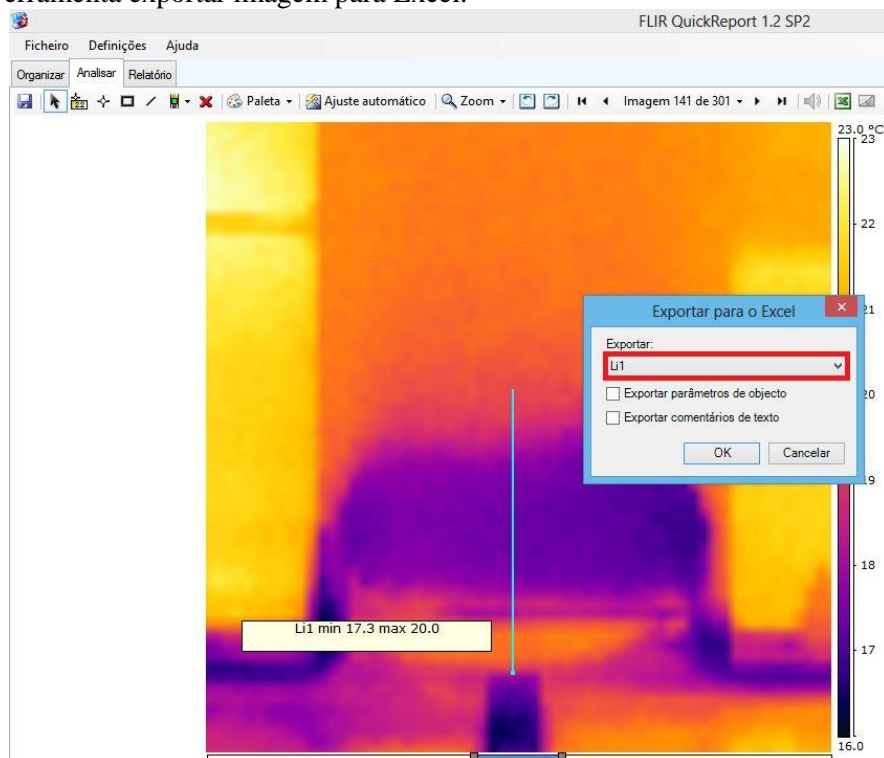 erramenta exportar imagem para Excel.
FLIR QuickReport 1.2 SP2
Ficheiro Definições Ajuda
Organizar Analisar Relatório
Paleta Ajuste automático Zoom Imagem 141 de 301
23.0 °C
23
22
21
20
19
18
17
16.0
Exportar para o Excel
Exportar:
Li1
Exportar parâmetros de objecto
Exportar comentários de texto
OK Cancelar
Li1 min 17.3 max 20.0